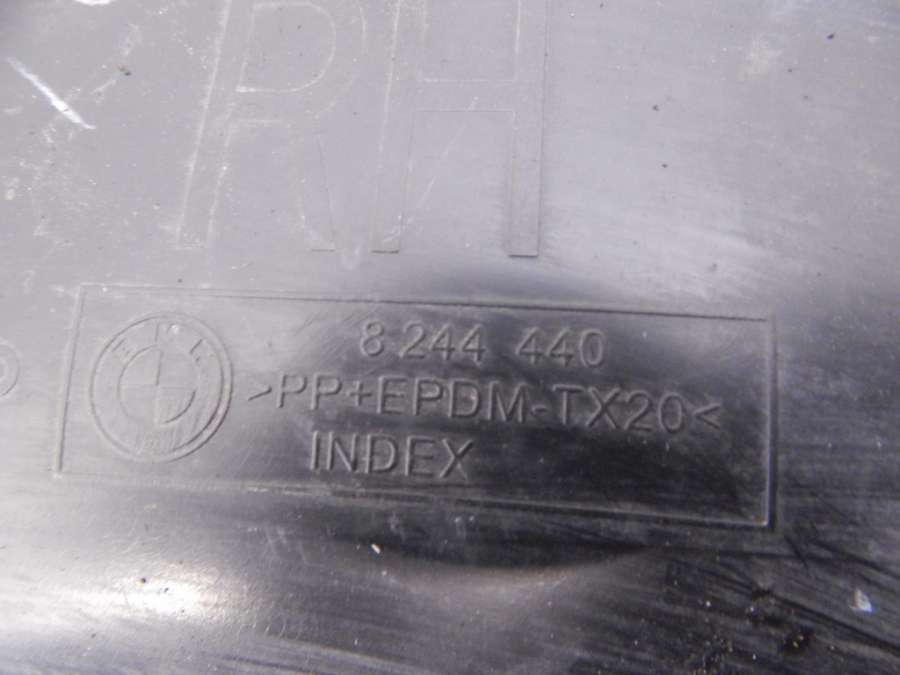 RH
8 244 440
>PP+EPDM-TX20<
INDEX